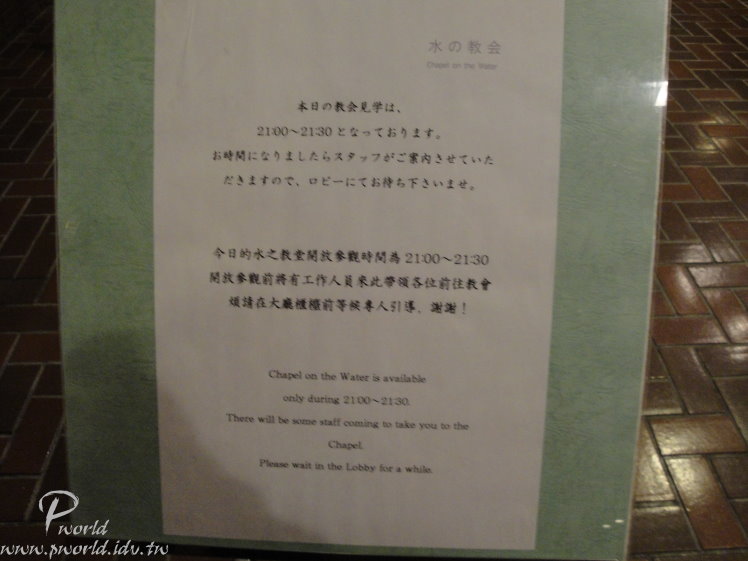 水の教会
Chapel on the Water
本日の教会見学は、
21:00～21:30 となっております。
お時間になりましたらスタッフがご案内させていた
だきますので、ロビーにてお待ち下さいませ。
今日的水之教堂開放參觀時間為 21:00～21:30
開放參觀前將有工作人員來此帶領各位前往教會
煩請在大廳櫃檯前等候專人引導，謝謝！
Chapel on the Water is available
only during 21:00～21:30.
There will be some staff coming to take you to the
Chapel.
Please wait in the Lobby for a while.
Pworld
www.pworld.idv.tw